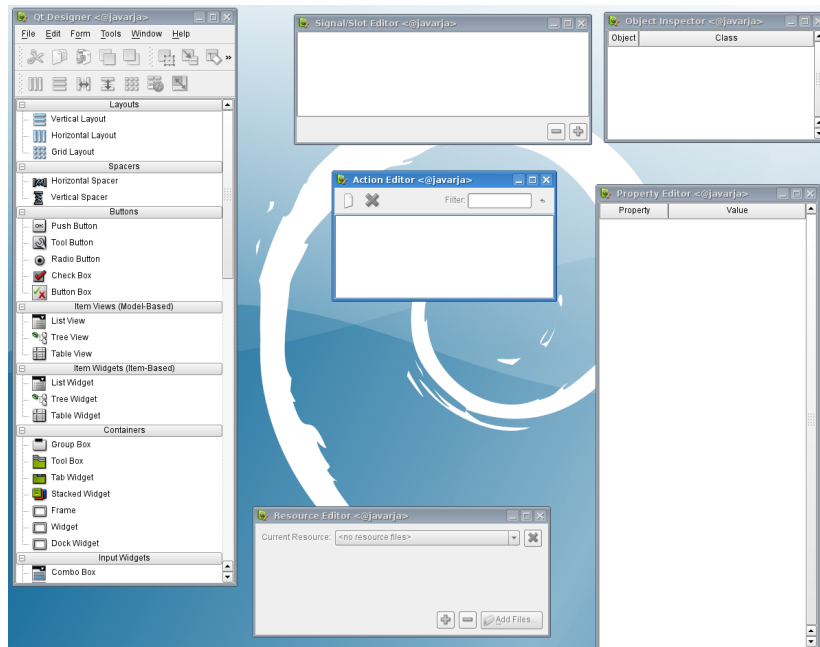 Qt Designer <@javarja>
File Edit Form Tools Window Help
»
Layouts
Vertical Layout
Horizontal Layout
Grid Layout
Spacers
Horizontal Spacer
Vertical Spacer
Buttons
OK Push Button
Tool Button
Radio Button
Check Box
Button Box
Item Views (Model-Based)
List View
Tree View
Table View
Item Widgets (Item-Based)
List Widget
Tree Widget
Table Widget
Containers
Group Box
Tool Box
Tab Widget
Stacked Widget
Frame
Widget
Dock Widget
Input Widgets
Combo Box
Signal/Slot Editor <@javarja>
Object Inspector <@javarja>
Object Class
Action Editor <@javarja>
Filter:
Property Editor <@javarja>
Property Value
Resource Editor <@javarja>
Current Resource: <no resource files>
Add Files...